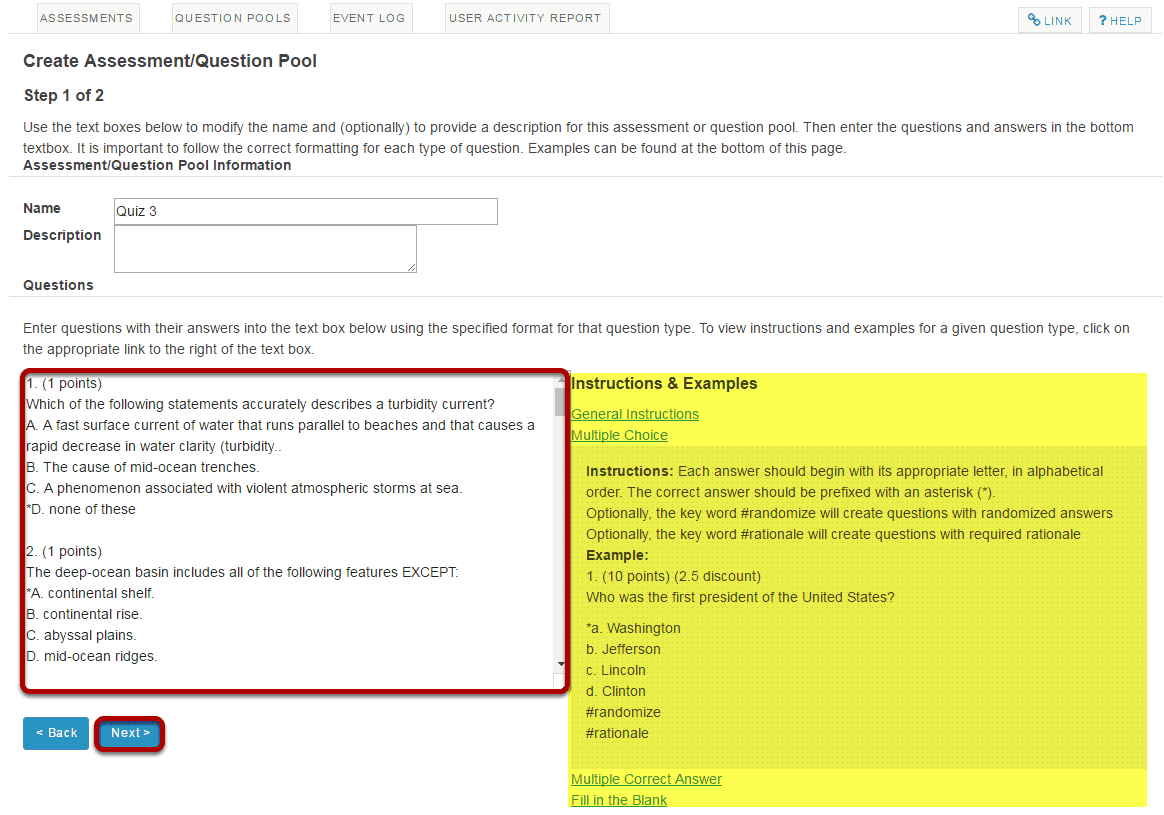 ASSESSMENTS QUESTION POOLS EVENT LOG USER ACTIVITY REPORT LINK ? HELP
Create Assessment/Question Pool
Step 1 of 2
Use the text boxes below to modify the name and (optionally) to provide a description for this assessment or question pool. Then enter the questions and answers in the bottom
textbox. It is important to follow the correct formatting for each type of question. Examples can be found at the bottom of this page.
Assessment/Question Pool Information
Name Quiz 3
Description
Questions
Enter questions with their answers into the text box below using the specified format for that question type. To view instructions and examples for a given question type, click on
the appropriate link to the right of the text box.
1. (1 points)
Which of the following statements accurately describes a turbidity current?
A. A fast surface current of water that runs parallel to beaches and that causes a
rapid decrease in water clarity (turbidity..
B. The cause of mid-ocean trenches.
C. A phenomenon associated with violent atmospheric storms at sea.
*D. none of these
2. (1 points)
The deep-ocean basin includes all of the following features EXCEPT:
*A. continental shelf.
B. continental rise.
C. abyssal plains.
D. mid-ocean ridges.
< Back Next >
Instructions & Examples
General Instructions
Multiple Choice
Instructions: Each answer should begin with its appropriate letter, in alphabetical
order. The correct answer should be prefixed with an asterisk (*).
Optionally, the key word #randomize will create questions with randomized answers
Optionally, the key word #rationale will create questions with required rationale
Example:
1. (10 points) (2.5 discount)
Who was the first president of the United States?
*a. Washington
b. Jefferson
c. Lincoln
d. Clinton
#randomize
#rationale
Multiple Correct Answer
Fill in the Blank